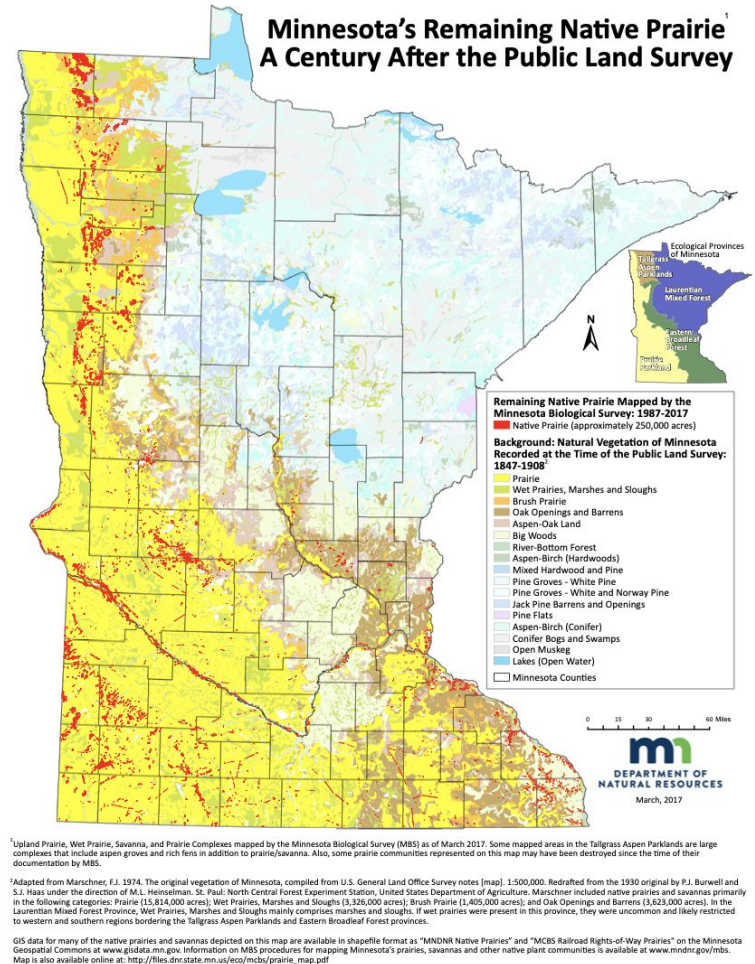 Minnesota's Remaining Native Prairie1
A Century After the Public Land Survey
Ecological Provinces
of Minnesota
Tallgrass
Aspen
Parklands
Laurentian
Mixed Forest
Eastern
Broadleaf
Forest
Prairie
Parkland
N
Remaining Native Prairie Mapped by the
Minnesota Biological Survey: 1987-2017
Native Prairie (approximately 250,000 acres)
Background: Natural Vegetation of Minnesota
Recorded at the Time of the Public Land Survey:
1847-19082
Prairie
Wet Prairies, Marshes and Sloughs
Brush Prairie
Oak Openings and Barrens
Aspen-Oak Land
Big Woods
River-Bottom Forest
Aspen-Birch (Hardwoods)
Mixed Hardwood and Pine
Pine Groves - White Pine
Pine Groves - White and Norway Pine
Jack Pine Barrens and Openings
Pine Flats
Aspen-Birch (Conifer)
Conifer Bogs and Swamps
Open Muskeg
Lakes (Open Water)
Minnesota Counties
0 15 30 60 Miles
mn
DEPARTMENT OF
NATURAL RESOURCES
March, 2017
1Upland Prairie, Wet Prairie, Savanna, and Prairie Complexes mapped by the Minnesota Biological Survey (MBS) as of March 2017. Some mapped areas in the Tallgrass Aspen Parklands are large
complexes that include aspen groves and rich fens in addition to prairie/savanna. Also, some prairie communities represented on this map may have been destroyed since the time of their
documentation by MBS.
2Adapted from Marschner, F.J. 1974. The original vegetation of Minnesota, compiled from U.S. General Land Office Survey notes [map]. 1:500,000. Redrafted from the 1930 original by P.J. Burwell and
S.J. Haas under the direction of M.L. Heinselman. St. Paul: North Central Forest Experiment Station, United States Department of Agriculture. Marschner included native prairies and savannas primarily
in the following categories: Prairie (15,814,000 acres); Wet Prairies, Marshes and Sloughs (3,326,000 acres); Brush Prairie (1,405,000 acres); and Oak Openings and Barrens (3,623,000 acres). In the
Laurentian Mixed Forest Province, Wet Prairies, Marshes and Sloughs mainly comprises marshes and sloughs. If wet prairies were present in this province, they were uncommon and likely restricted
to western and southern regions bordering the Tallgrass Aspen Parklands and Eastern Broadleaf Forest provinces.
GIS data for many of the native prairies and savannas depicted on this map are available in shapefile format as "MNDNR Native Prairies" and "MCBS Railroad Rights-of-Way Prairies" on the Minnesota
Geospatial Commons at www.gisdata.mn.gov. Information on MBS procedures for mapping Minnesota's prairies, savannas and other native plant communities is available at www.mndnr.gov/mbs.
Map is also available online at: http://files.dnr.state.mn.us/eco/mcbs/prairie_map.pdf